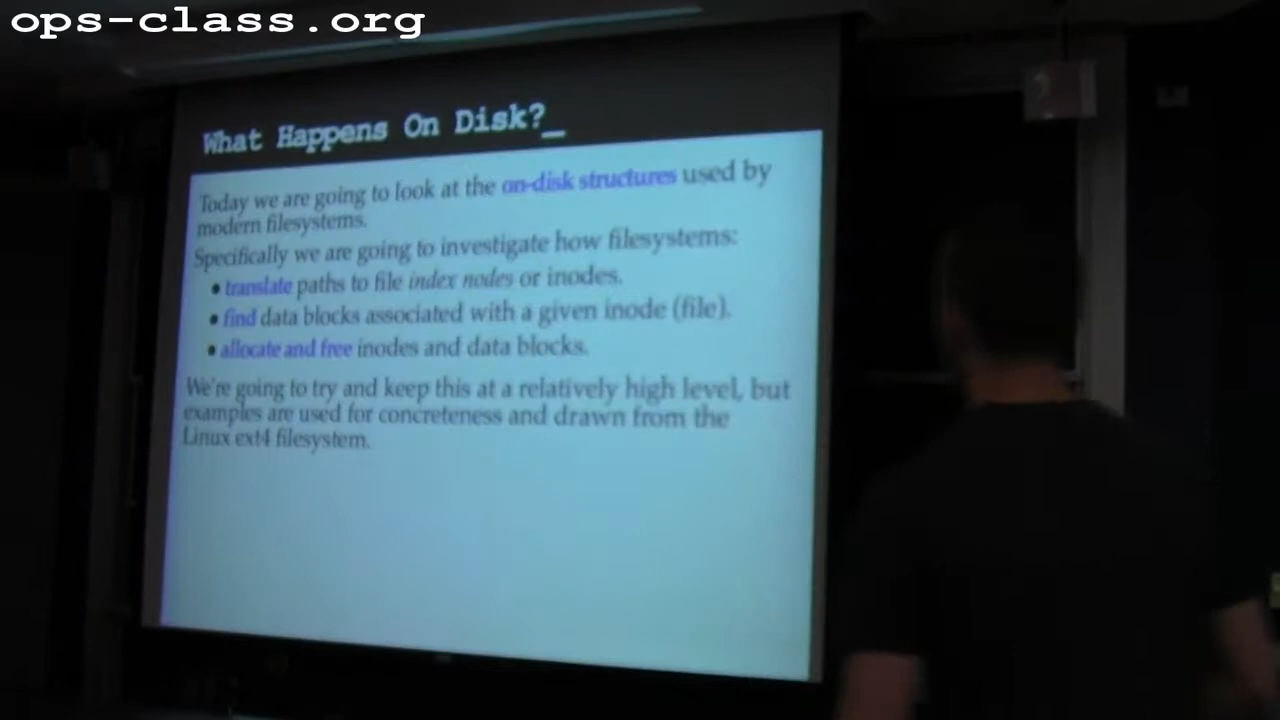 ops-class.org
What Happens On Disk?_
Today we are going to look at the on-disk structures used by
modern filesystems.
Specifically we are going to investigate how filesystems:
• translate paths to file index nodes or inodes.
• find data blocks associated with a given inode (file).
• allocate and free inodes and data blocks.
We're going to try and keep this at a relatively high level, but
examples are used for concreteness and drawn from the
Linux ext4 filesystem.